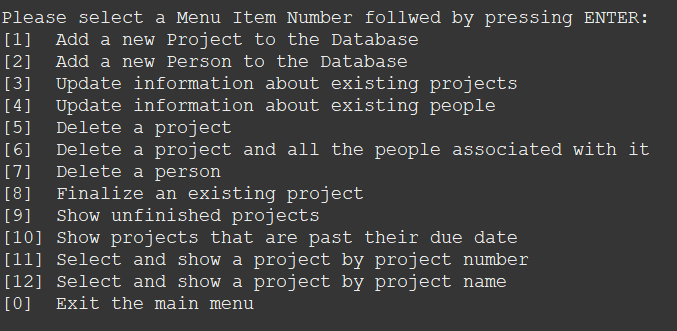 Please select a Menu Item Number follwed by pressing ENTER:
[1]  Add a new Project to the Database
[2]  Add a new Person to the Database
[3]  Update information about existing projects
[4]  Update information about existing people
[5]  Delete a project
[6]  Delete a project and all the people associated with it
[7]  Delete a person
[8]  Finalize an existing project
[9]  Show unfinished projects
[10] Show projects that are past their due date
[11] Select and show a project by project number
[12] Select and show a project by project name
[0]  Exit the main menu